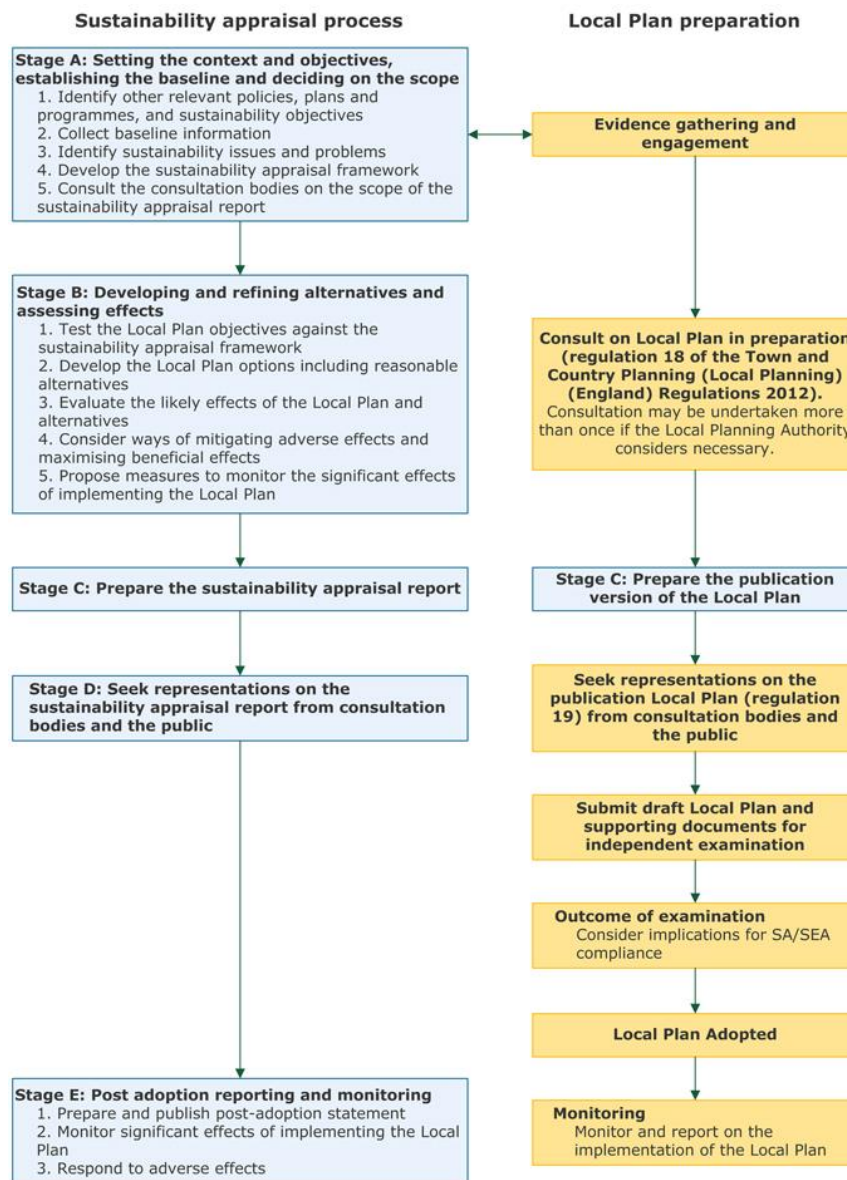 Sustainability appraisal process
Stage A: Setting the context and objectives,
establishing the baseline and deciding on the scope
1. Identify other relevant policies, plans and
programmes, and sustainability objectives
2. Collect baseline information
3. Identify sustainability issues and problems
4. Develop the sustainability appraisal framework
5. Consult the consultation bodies on the scope of the
sustainability appraisal report
Stage B: Developing and refining alternatives and
assessing effects
1. Test the Local Plan objectives against the
sustainability appraisal framework
2. Develop the Local Plan options including reasonable
alternatives
3. Evaluate the likely effects of the Local Plan and
alternatives
4. Consider ways of mitigating adverse effects and
maximising beneficial effects
5. Propose measures to monitor the significant effects
of implementing the Local Plan
Stage C: Prepare the sustainability appraisal report
Stage D: Seek representations on the
sustainability appraisal report from consultation
bodies and the public
Stage E: Post adoption reporting and monitoring
1. Prepare and publish post-adoption statement
2. Monitor significant effects of implementing the Local
Plan
3. Respond to adverse effects
Local Plan preparation
Evidence gathering and
engagement
Consult on Local Plan in preparation
(regulation 18 of the Town and
Country Planning (Local Planning)
(England) Regulations 2012).
Consultation may be undertaken more
than once if the Local Planning Authority
considers necessary.
Stage C: Prepare the publication
version of the Local Plan
Seek representations on the
publication Local Plan (regulation
19) from consultation bodies and
the public
Submit draft Local Plan and
supporting documents for
independent examination
Outcome of examination
Consider implications for SA/SEA
compliance
Local Plan Adopted
Monitoring
Monitor and report on the
implementation of the Local Plan